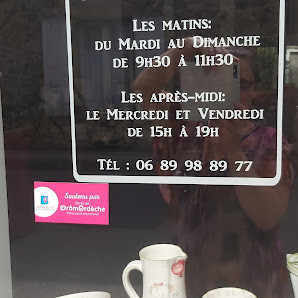 Les matins:
du Mardi au Dimanche
de 9h30 à 11h30
Les après-midi:
le Mercredi et Vendredi
de 15h à 19h
Tél : 06 89 98 89 77
Soutenu par
DrômArdèche